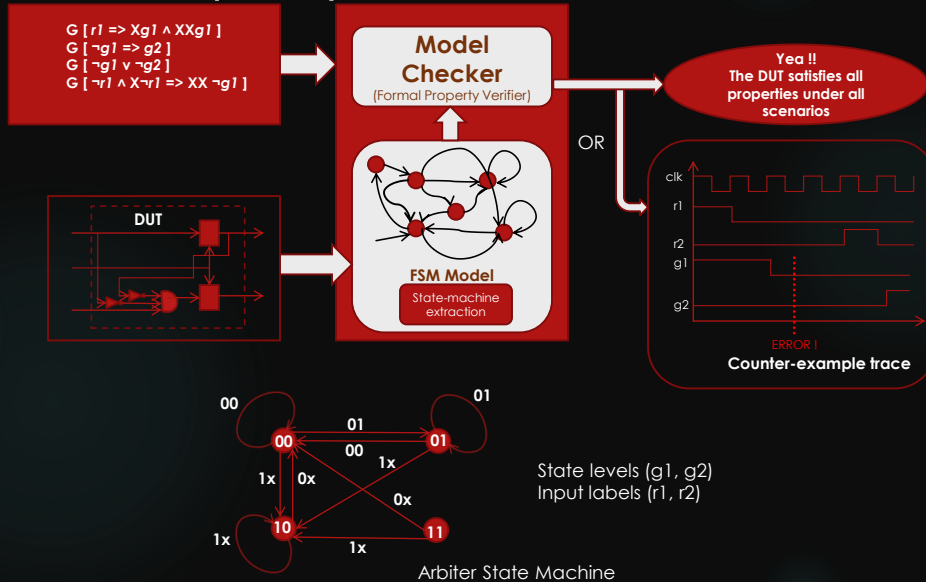 G [ r1 => Xg1 ∧ XXg1 ]
G [ ¬g1 => g2 ]
G [ ¬g1 ∨ ¬g2 ]
G [ ¬r1 ∧ X¬r1 => XX ¬g1 ]
Model
Checker
(Formal Property Verifier)
Yea !!
The DUT satisfies all
properties under all
scenarios
OR
DUT
FSM Model
State-machine
extraction
clk
r1
r2
g1
g2
ERROR !
Counter-example trace
00
01
01
00
01
00
1x
1x
0x
0x
10
11
1x
1x
State levels (g1, g2)
Input labels (r1, r2)
Arbiter State Machine